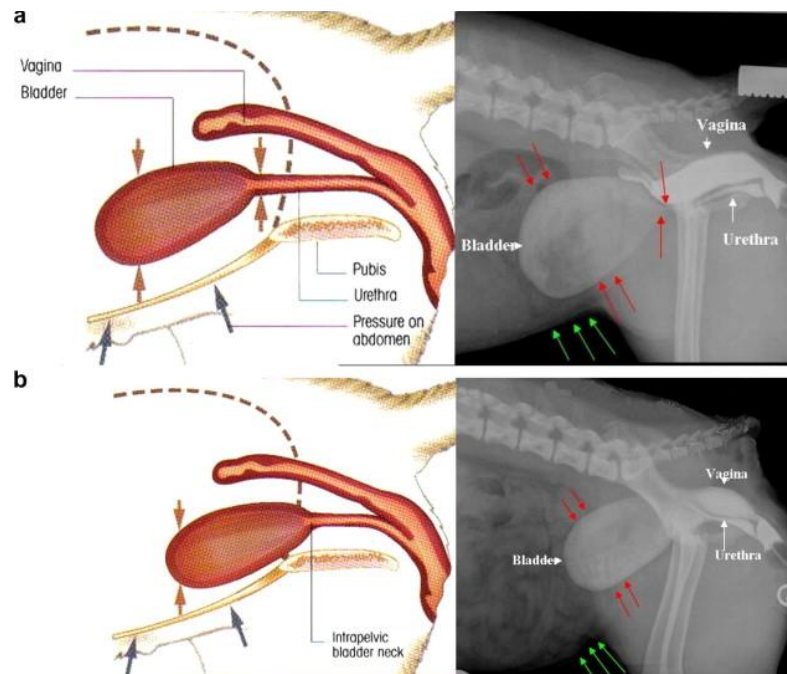 a
Vagina
Bladder
Pubis
Urethra
Pressure on
abdomen
Vagina
Bladder
Urethra
b
Intrapelvic
bladder neck
Vagina
Bladder
Urethra